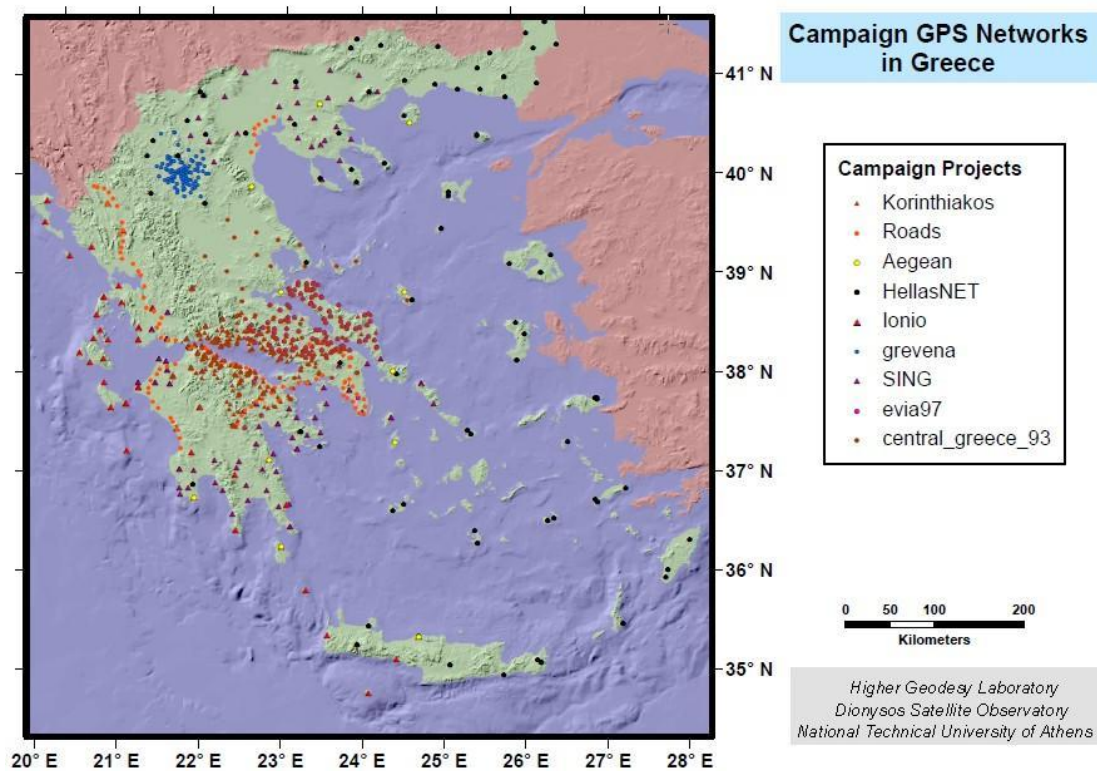 Campaign GPS Networks
in Greece
41° N
40° N
39° N
38° N
37° N
36° N
35° N
20° E
21° E
22° E
23° E
24° E
25° E
26° E
27° E
28° E
Campaign Projects
Korinthiakos
Roads
Aegean
HellasNET
Ionio
grevena
SING
evia97
central_greece_93
0 50 100 200
Kilometers
Higher Geodesy Laboratory
Dionysos Satellite Observatory
National Technical University of Athens